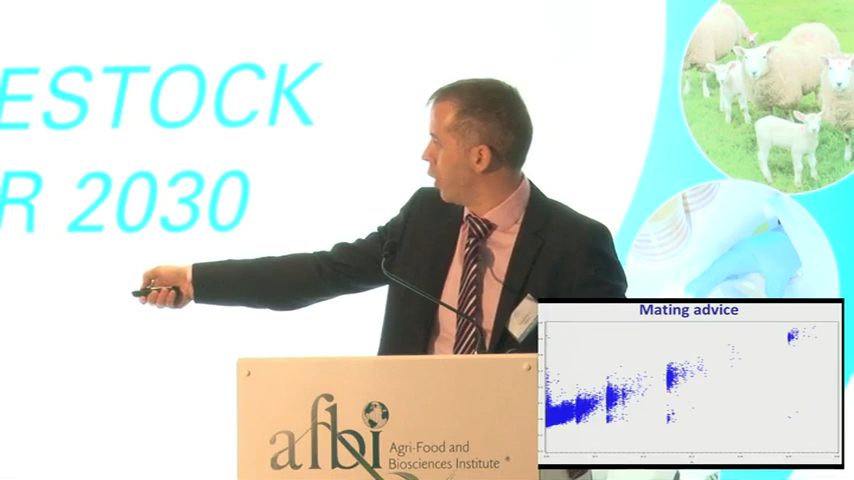 ESTOCK
R 2030
Mating advice
afbi
Agri-Food and
Biosciences Institute